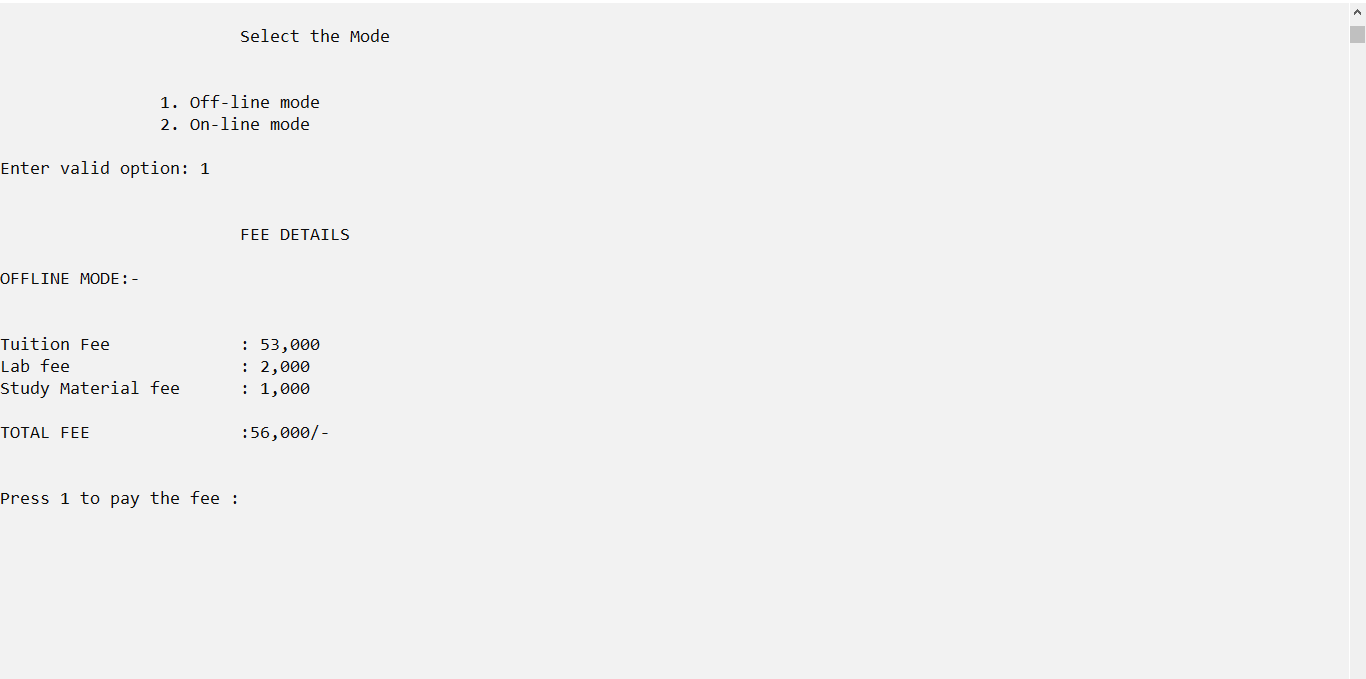 Select the Mode
1. Off-line mode
2. On-line mode
Enter valid option: 1
FEE DETAILS
OFFLINE MODE:-
Tuition Fee : 53,000
Lab fee : 2,000
Study Material fee : 1,000
TOTAL FEE :56,000/-
Press 1 to pay the fee :